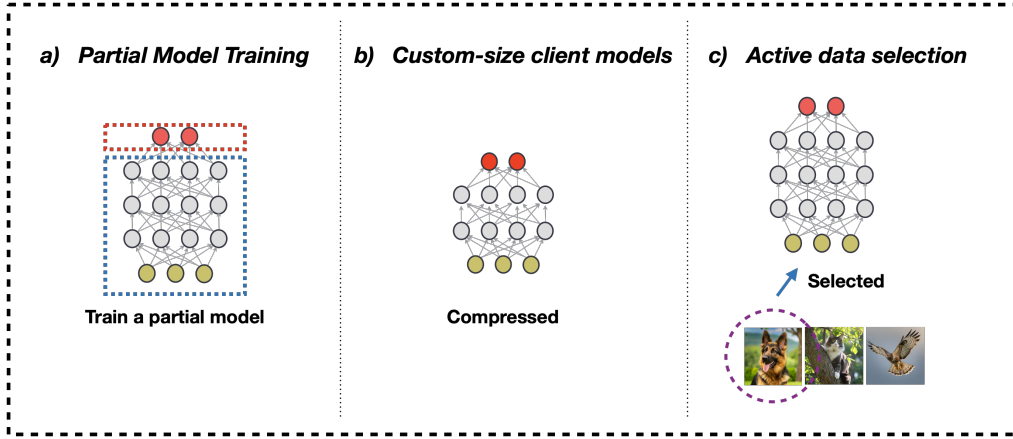 a) Partial Model Training
b) Custom-size client models
c) Active data selection
Selected
Train a partial model
Compressed